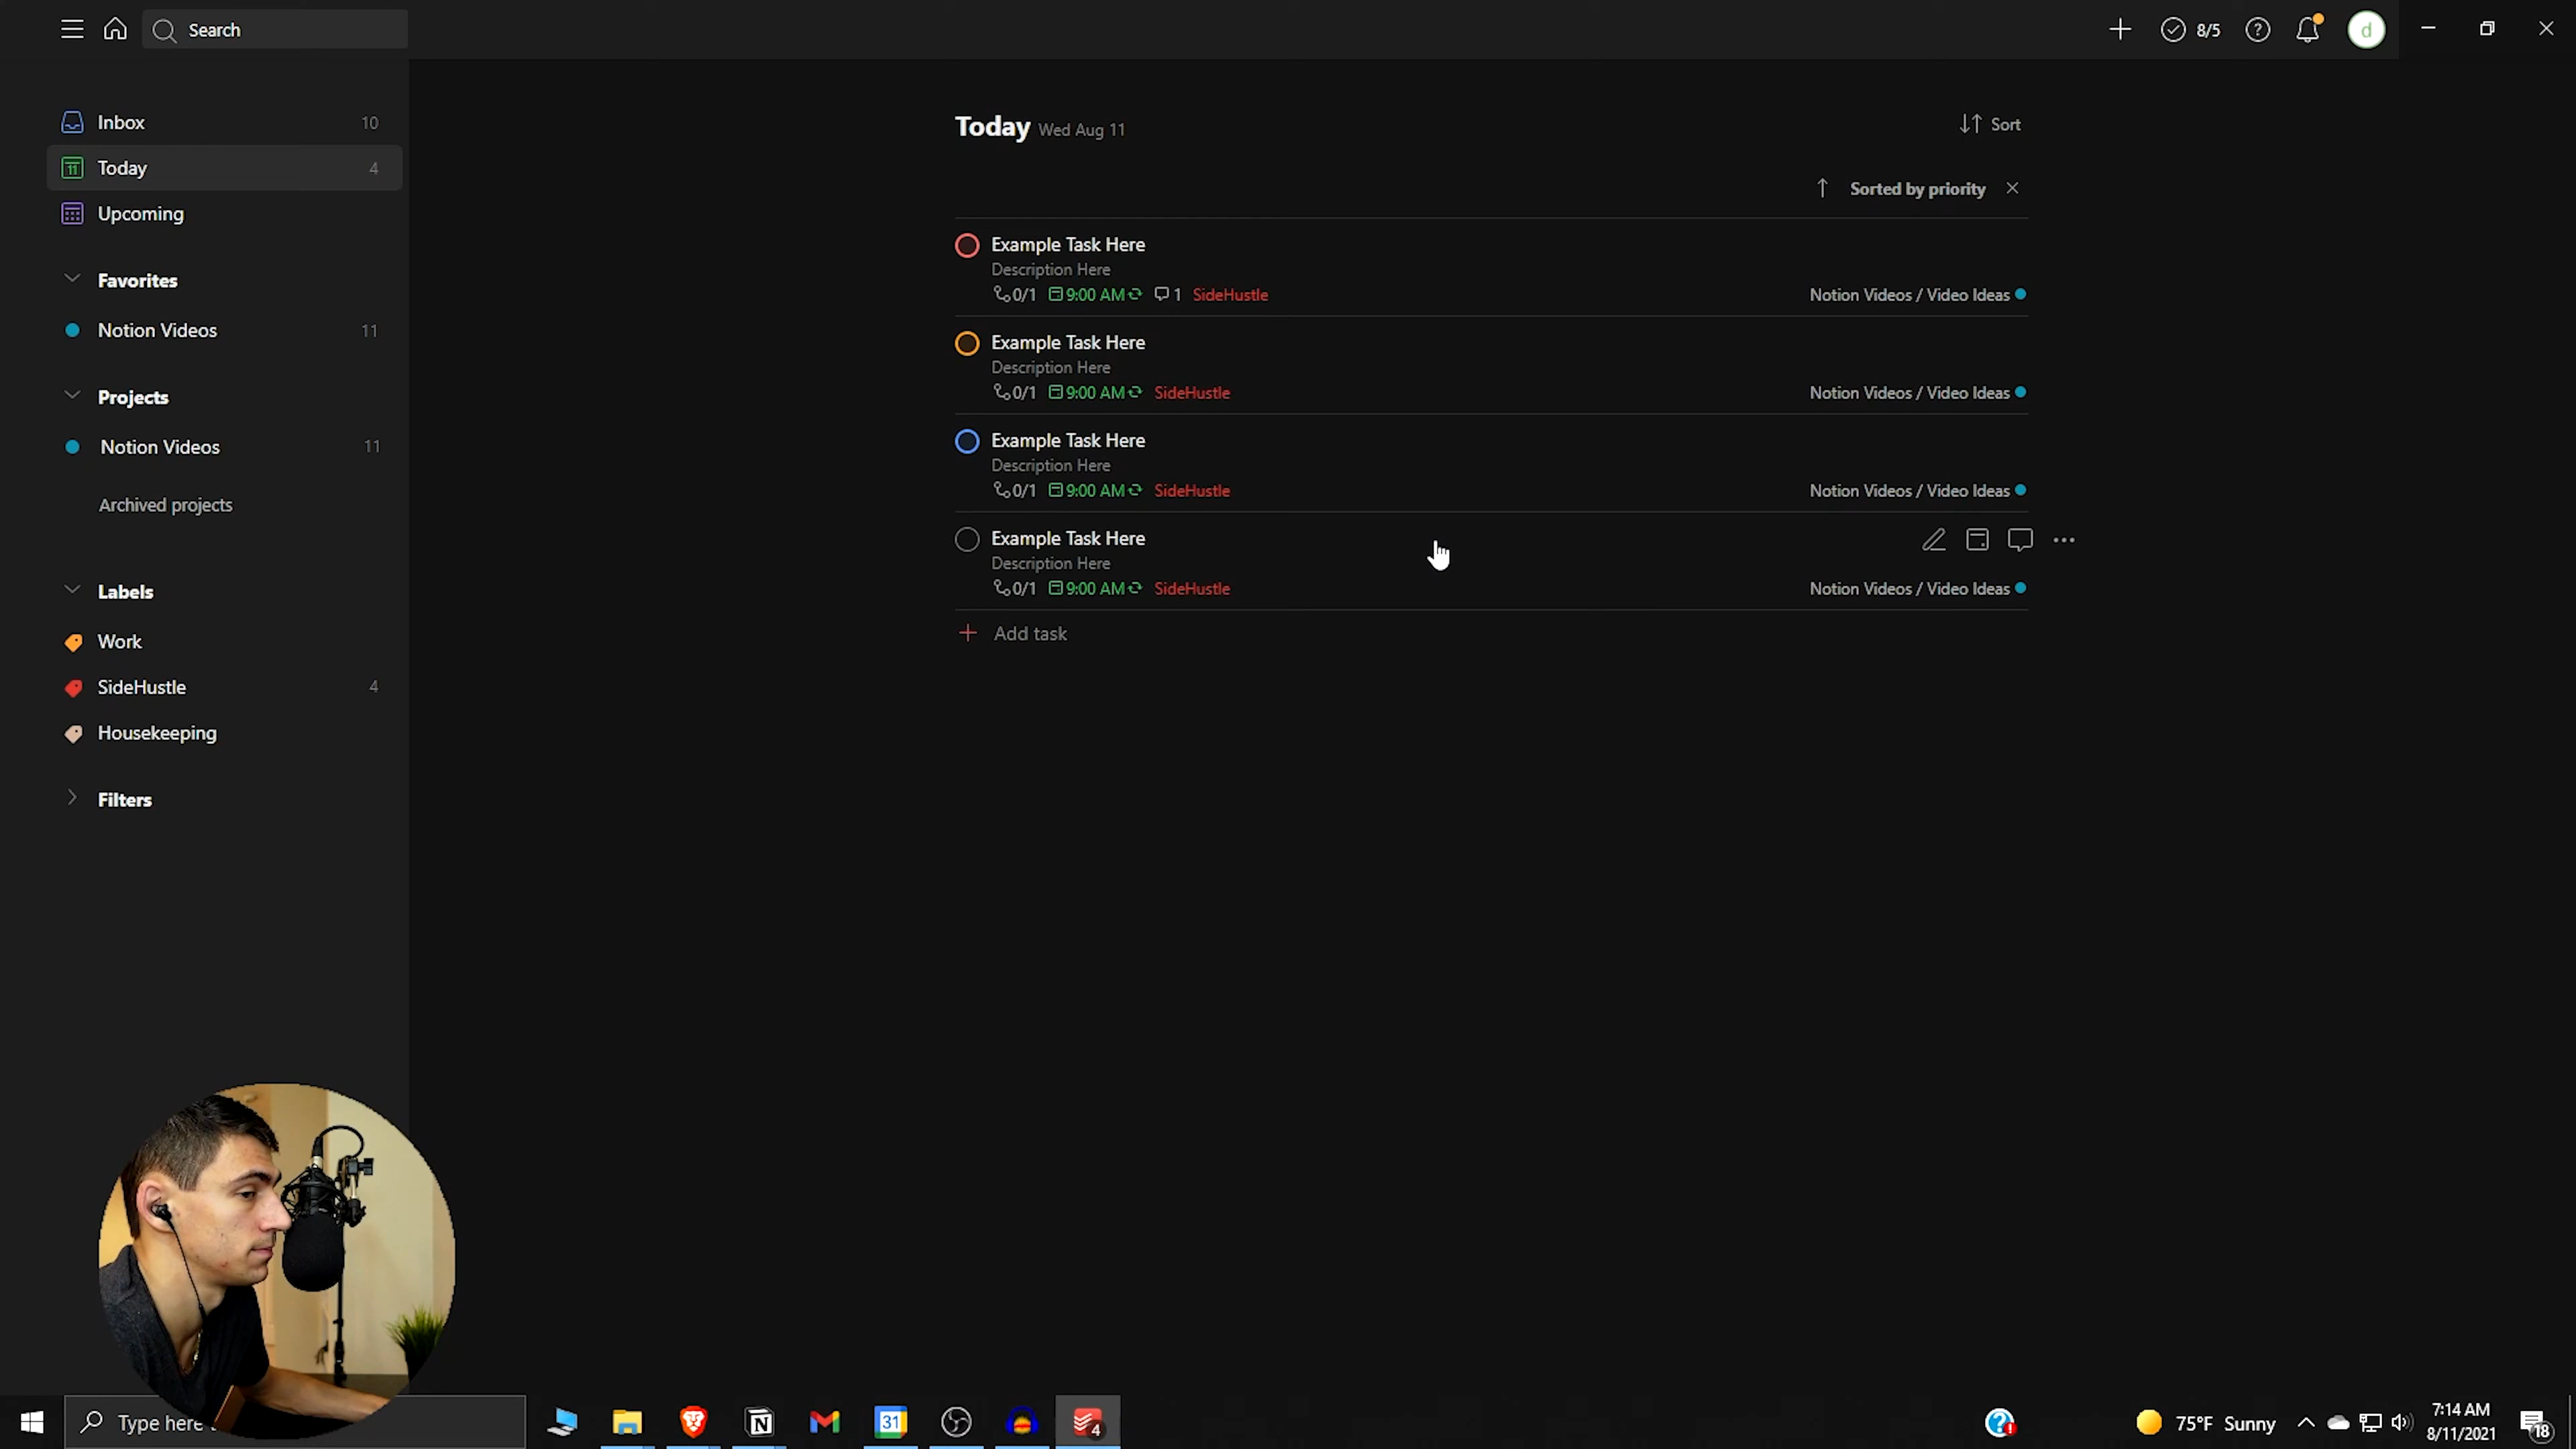 Search
8/5
d
Inbox 10
11 Today 4
Upcoming
Favorites
Notion Videos 11
Projects
Notion Videos 11
Archived projects
Labels
Work
SideHustle 4
Housekeeping
Filters
Today Wed Aug 11
Sort
Sorted by priority
Example Task Here
Description Here
0/1 9:00 AM 1 SideHustle Notion Videos / Video Ideas
Example Task Here
Description Here
0/1 9:00 AM SideHustle Notion Videos / Video Ideas
Example Task Here
Description Here
0/1 9:00 AM SideHustle Notion Videos / Video Ideas
Example Task Here
Description Here
0/1 9:00 AM SideHustle Notion Videos / Video Ideas
Add task
Type here
31
4
75°F Sunny
7:14 AM
8/11/2021
18